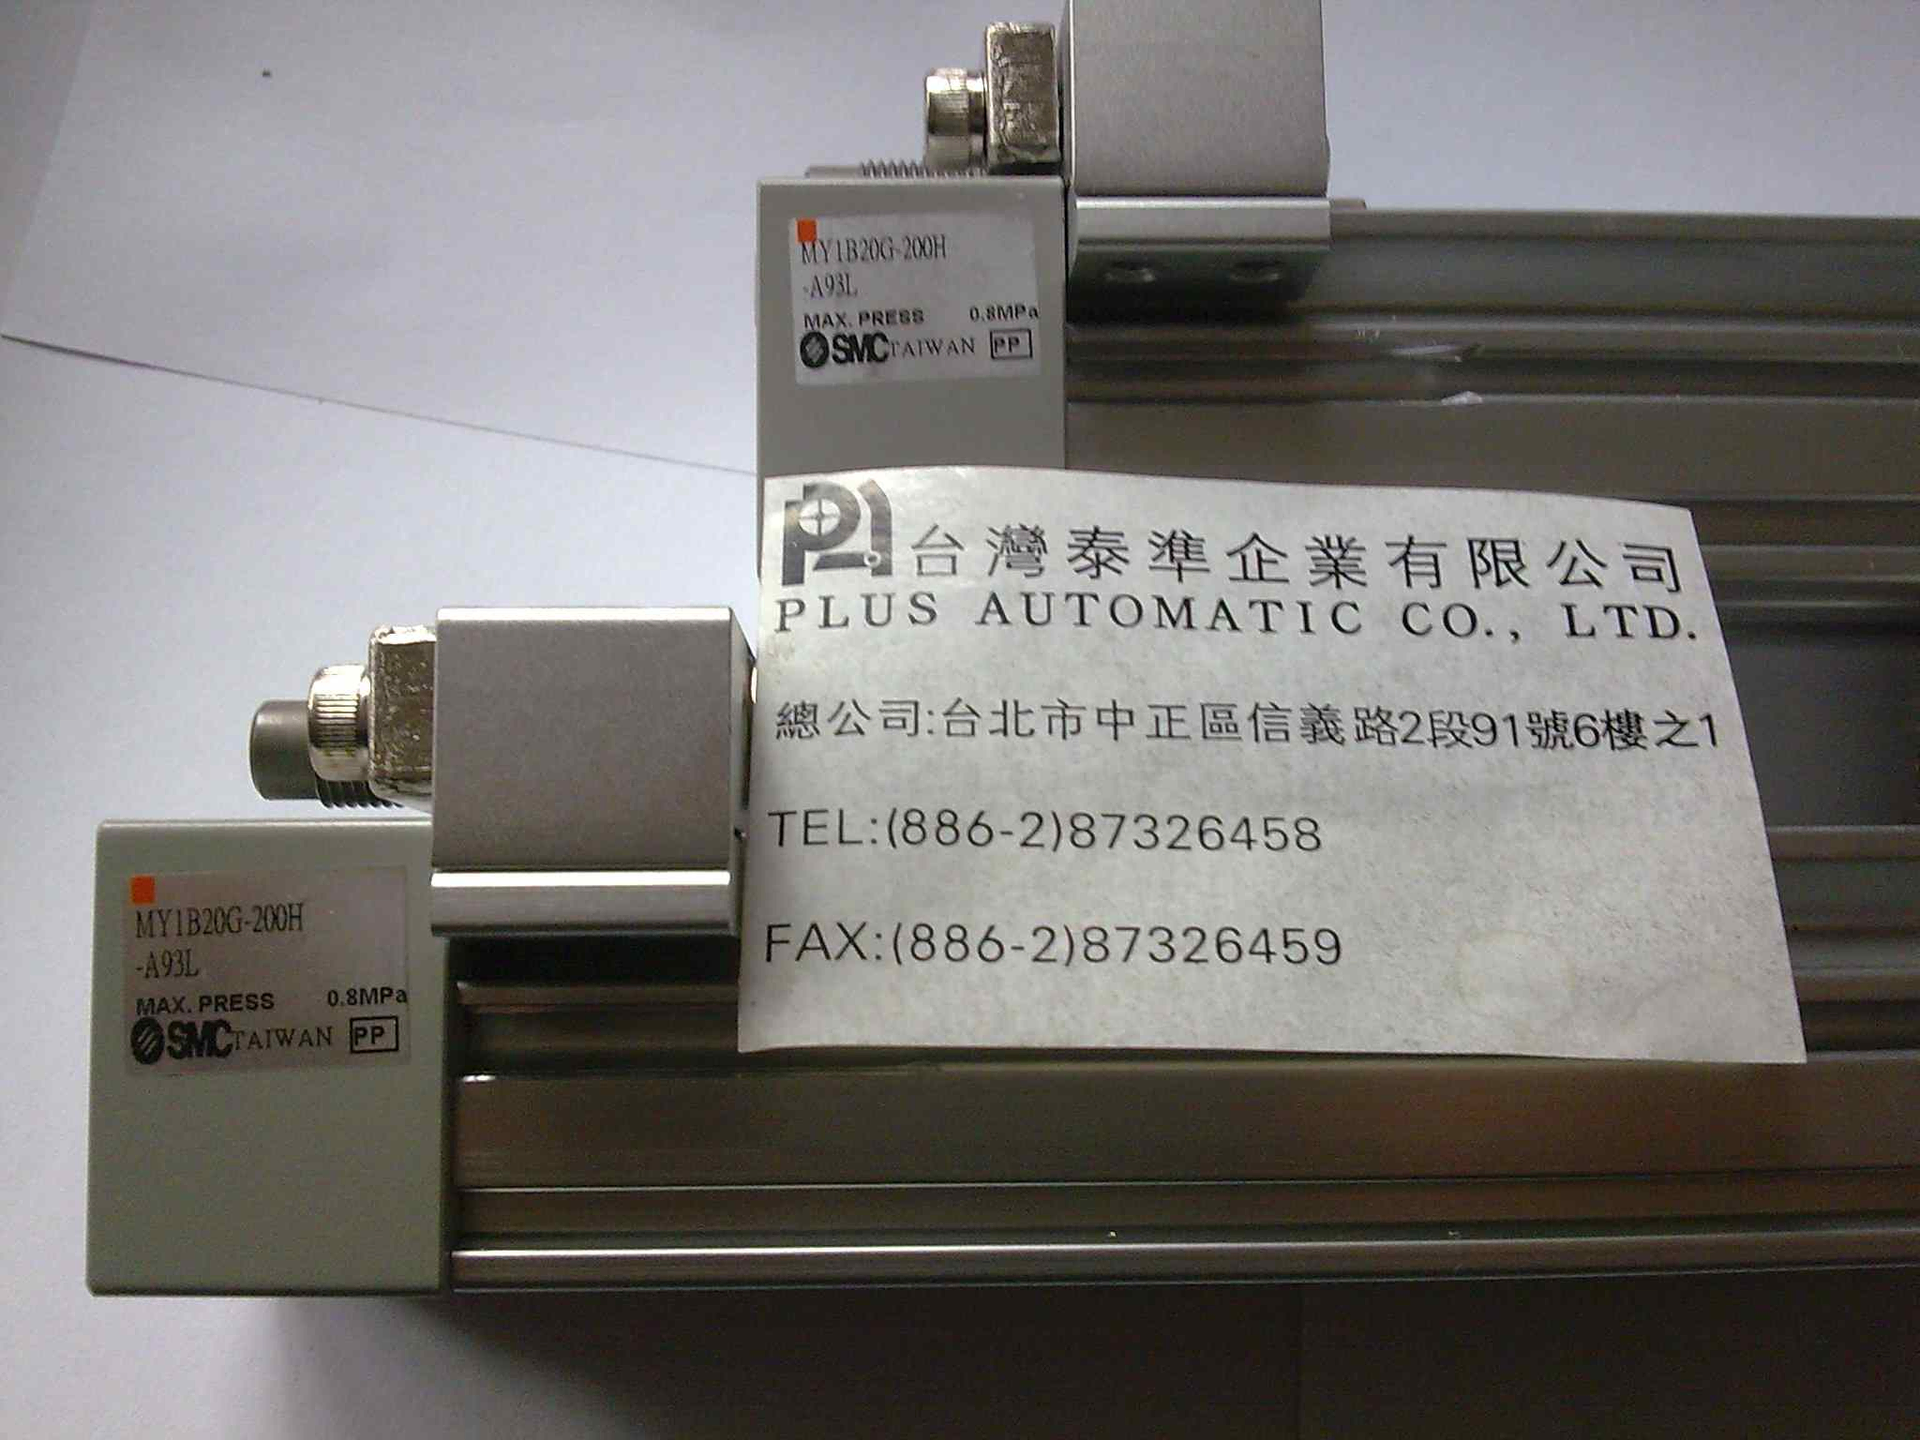 MY1B20G-200H
-A93L
MAX. PRESS 0.8MPa
SMC TAIWAN PP
台灣泰準企業有限公司
PLUS AUTOMATIC CO., LTD.
總公司:台北市中正區信義路2段91號6樓之1
TEL:(886-2)87326458
FAX:(886-2)87326459
MY1B20G-200H
-A93L
MAX. PRESS 0.8MPa
SMC TAIWAN PP